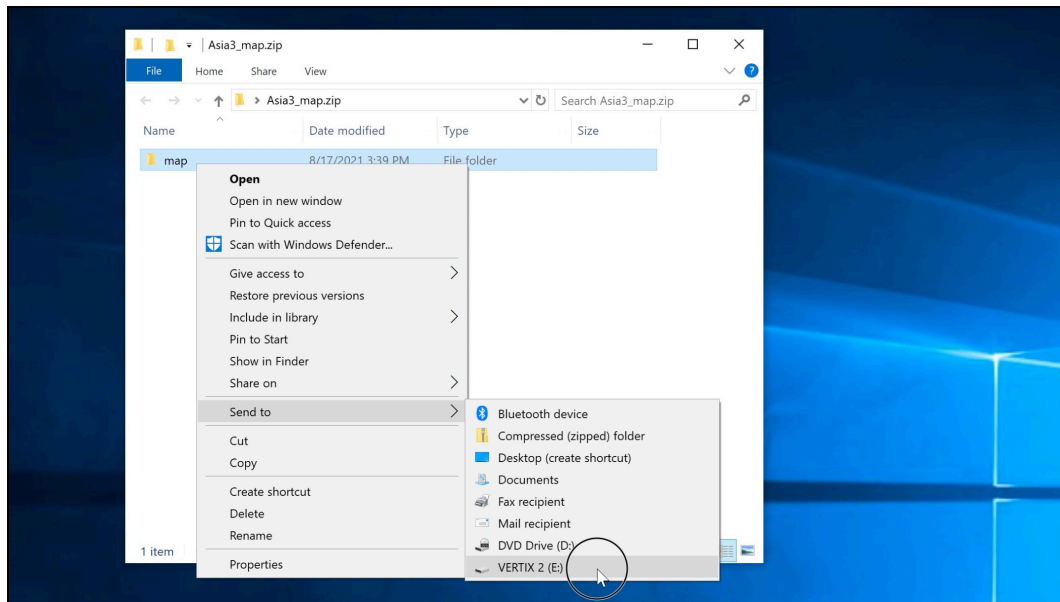 Asia3_map.zip
File Home Share View
Asia3_map.zip Search Asia3_map.zip
Name Date modified Type Size
map 8/17/2021 3:39 PM File folder
Open
Open in new window
Pin to Quick access
Scan with Windows Defender...
Give access to
Restore previous versions
Include in library
Pin to Start
Show in Finder
Share on
Send to
Cut
Copy
Create shortcut
Delete
Rename
Properties
Bluetooth device
Compressed (zipped) folder
Desktop (create shortcut)
Documents
Fax recipient
Mail recipient
DVD Drive (D:)
VERTIX 2 (E:)
1 item